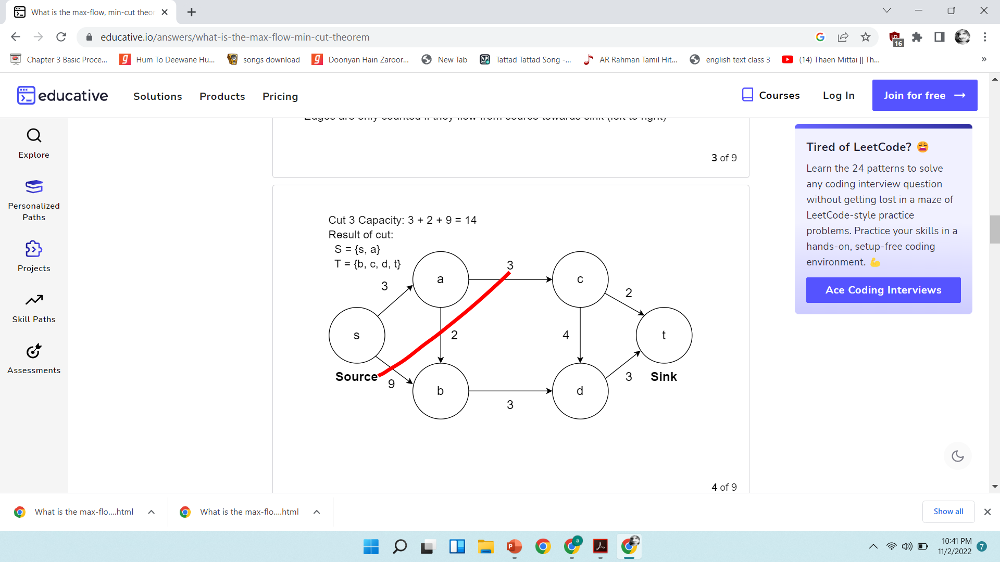 What is the max-flow, min-cut theor
educative.io/answers/what-is-the-max-flow-min-cut-theorem
16
Chapter 3 Basic Proce...
Hum To Deewane Hu...
songs download
Dooriyan Hain Zaroor...
New Tab
Tattad Tattad Song -...
AR Rahman Tamil Hit...
english text class 3
(14) Thaen Mittai || Th...
»
educative
Solutions
Products
Pricing
Courses
Log In
Join for free →
Explore
Personalized
Paths
Projects
Skill Paths
Assessments
Edges are only counted if they flow from source towards sink (left to right)
3 of 9
Cut 3 Capacity: 3 + 2 + 9 = 14
Result of cut:
S = {s, a}
T = {b, c, d, t}
3
3
a
c
2
s
2
4
t
Source
9
b
3
d
3
Sink
4 of 9
Tired of LeetCode? 😩
Learn the 24 patterns to solve
any coding interview question
without getting lost in a maze of
LeetCode-style practice
problems. Practice your skills in a
hands-on, setup-free coding
environment. 💪
Ace Coding Interviews
What is the max-flo....html
What is the max-flo....html
Show all
10:41 PM
11/2/2022
7